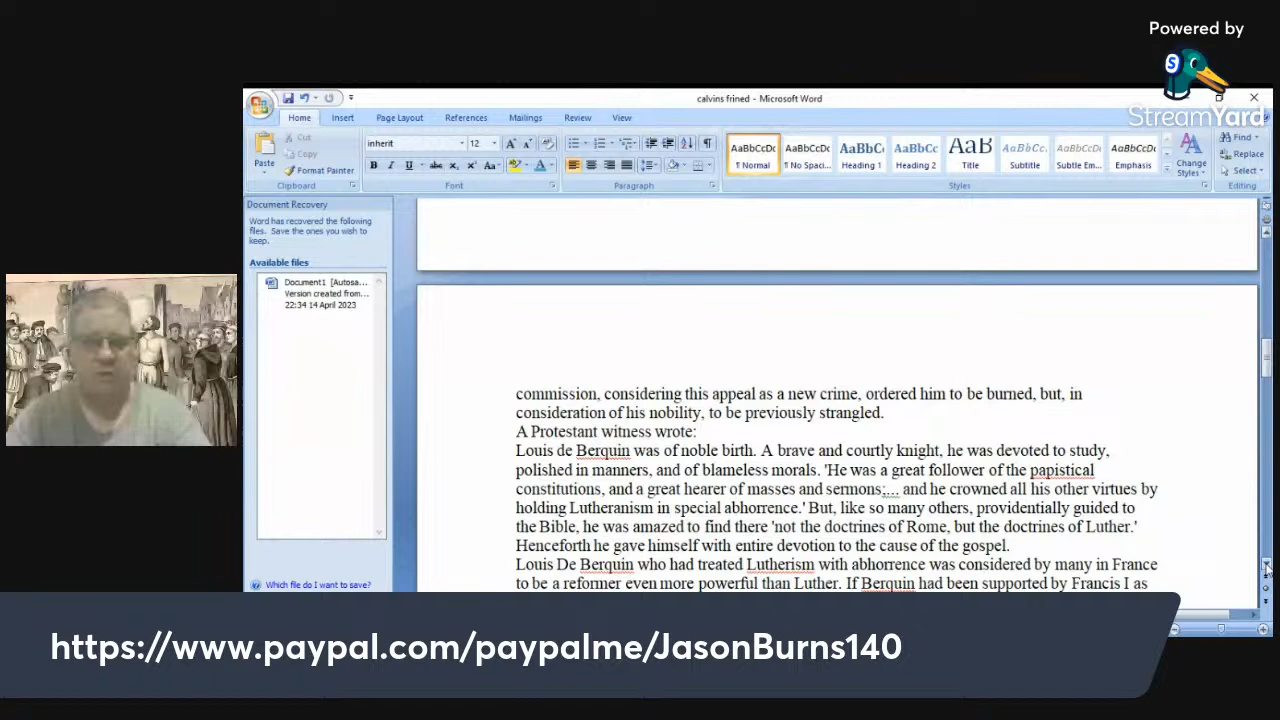 Powered by
StreamYard
calvins frined - Microsoft Word
Home Insert Page Layout References Mailings Review View
Paste
Cut
Copy
Format Painter
Clipboard
inherit 12
Font
Paragraph
AaBbCcDc AaBbCcDc AaBbC AaBbCc AaB AaBbCcL AaBbCcDt AaBbCcDt
¶ Normal ¶ No Spaci... Heading 1 Heading 2 Title Subtitle Subtle Em... Emphasis
Styles
Change
Styles
Find
Replace
Select
Editing
Document Recovery
Word has recovered the following
files. Save the ones you wish to
keep.
Available files
Document1 [Autosa...
Version created from...
22:34 14 April 2023
Which file do I want to save?
commission, considering this appeal as a new crime, ordered him to be burned, but, in
consideration of his nobility, to be previously strangled.
A Protestant witness wrote:
Louis de Berquin was of noble birth. A brave and courtly knight, he was devoted to study,
polished in manners, and of blameless morals. 'He was a great follower of the papistical
constitutions, and a great hearer of masses and sermons;... and he crowned all his other virtues by
holding Lutheranism in special abhorrence.' But, like so many others, providentially guided to
the Bible, he was amazed to find there 'not the doctrines of Rome, but the doctrines of Luther.'
Henceforth he gave himself with entire devotion to the cause of the gospel.
Louis De Berquin who had treated Lutherism with abhorrence was considered by many in France
to be a reformer even more powerful than Luther. If Berquin had been supported by Francis I as
https://www.paypal.com/paypalme/JasonBurns140